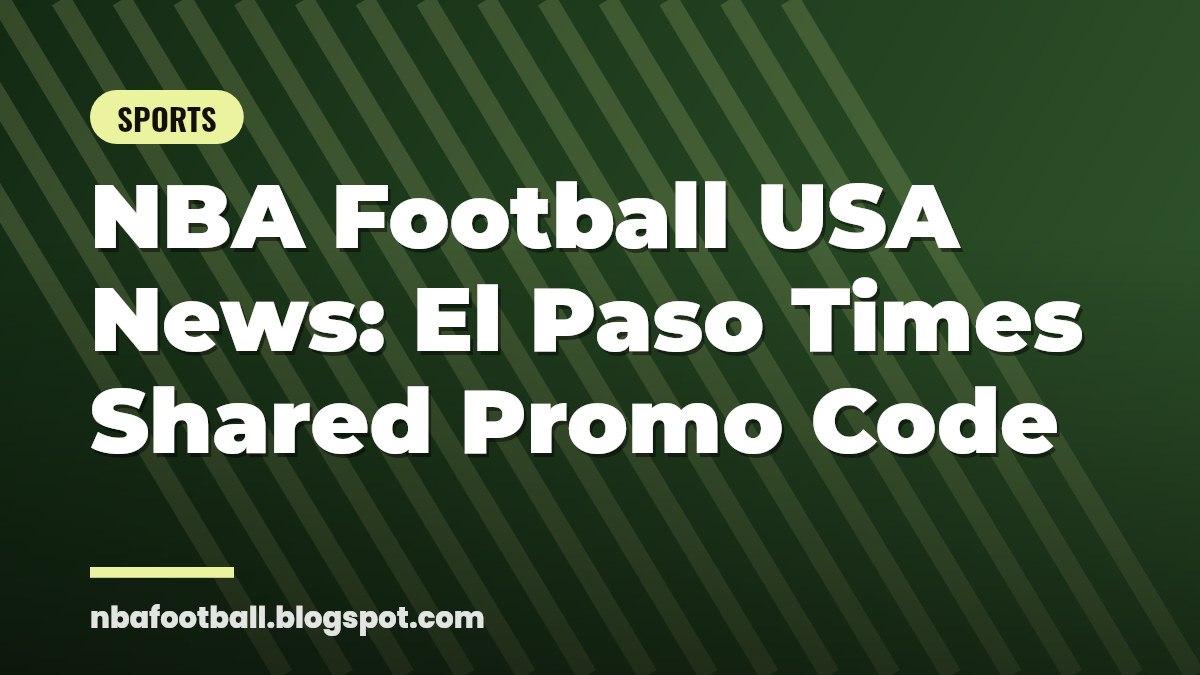 SPORTS
NBA Football USA
News: El Paso Times
Shared Promo Code
nbafootball.blogspot.com